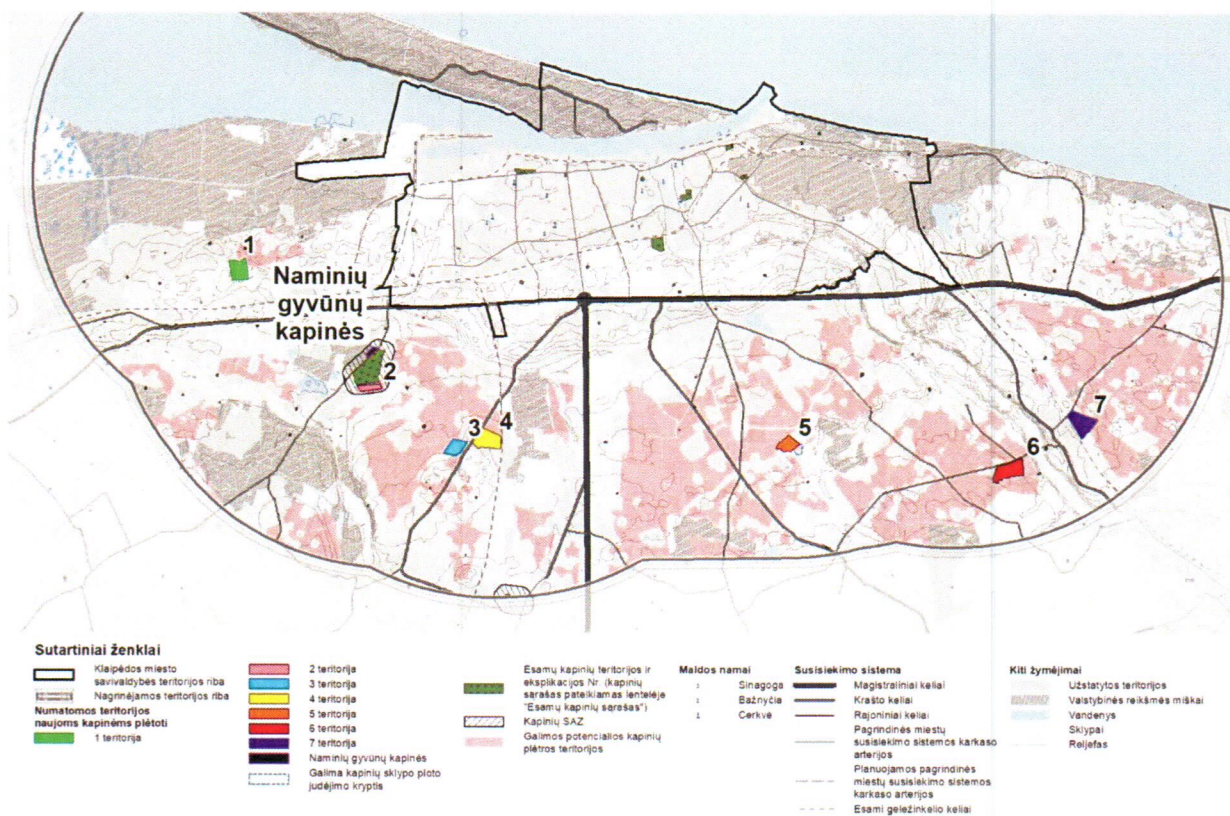 1
Naminių
gyvūnų
kapinės
2
3
4
5
6
7
Sutartiniai ženklai
Klaipėdos miesto
savivaldybės teritorijos riba
Nagrinėjamos teritorijos riba
Numatomos teritorijos
naujoms kapinėms plėtoti
1 teritorija
2 teritorija
3 teritorija
4 teritorija
5 teritorija
6 teritorija
7 teritorija
Naminių gyvūnų kapinės
Galima kapinių sklypo ploto
judėjimo kryptis
Esamų kapinių teritorijos ir
eksplikacijos Nr. (kapinių
sąrašas pateikiamas lentelėje
"Esamų kapinių sąrašas")
Kapinių SAZ
Galimos potencialios kapinių
plėtros teritorijos
Maldos namai
Sinagoga
Bažnyčia
Cerkvė
Susisiekimo sistema
Magistraliniai keliai
Krašto keliai
Rajoniniai keliai
Pagrindinės miestų
susisiekimo sistemos karkaso
arterijos
Planuojamos pagrindinės
miestų susisiekimo sistemos
karkaso arterijos
Esami geležinkelio keliai
Kiti žymėjimai
Užstatytos teritorijos
Valstybinės reikšmės miškai
Vandenys
Sklypai
Reljefas